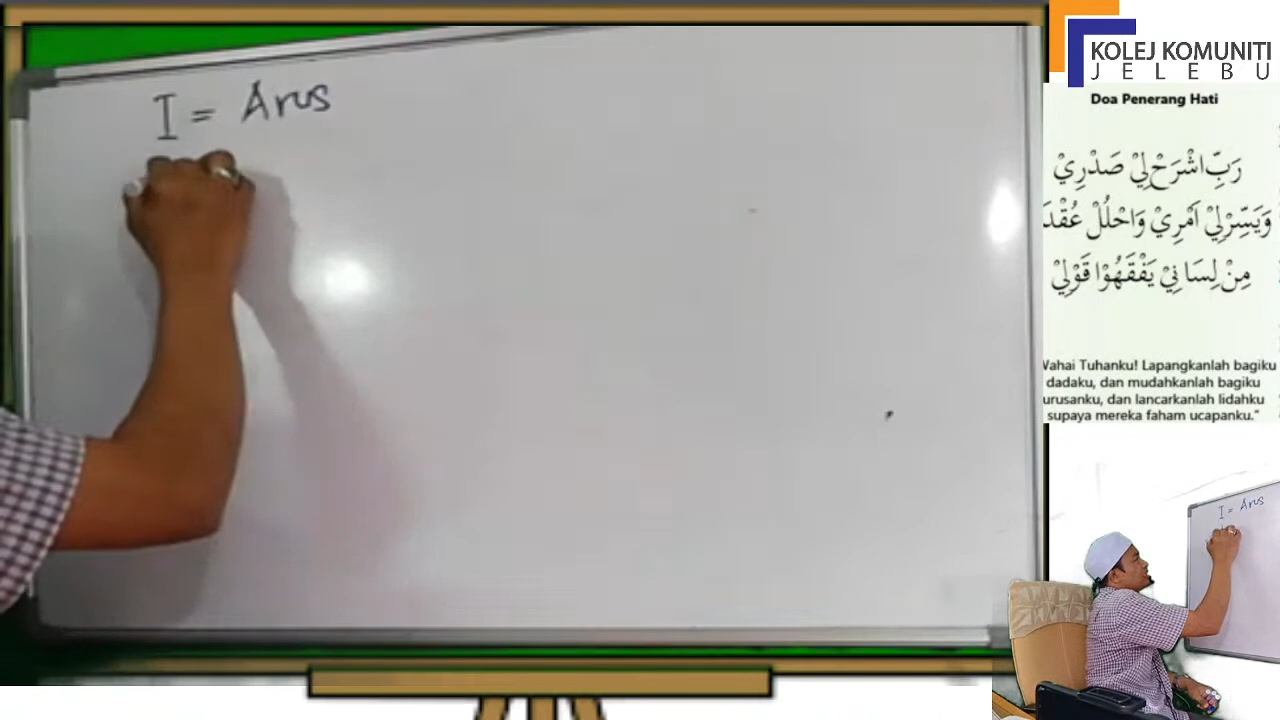 I = Arus
KOLEJ KOMUNITI
JELEBU
Doa Penerang Hati
رَبِّ اشْرَحْ لِيْ صَدْرِيْ
وَيَسِّرْ لِيْ اَمْرِيْ وَاحْلُلْ عُقْدَ
مِنْ لِسَانِيْ يَفْقَهُوْا قَوْلِيْ
Wahai Tuhanku! Lapangkanlah bagiku
dadaku, dan mudahkanlah bagiku
urusanku, dan lancarkanlah lidahku
supaya mereka faham ucapanku."
I = Arus